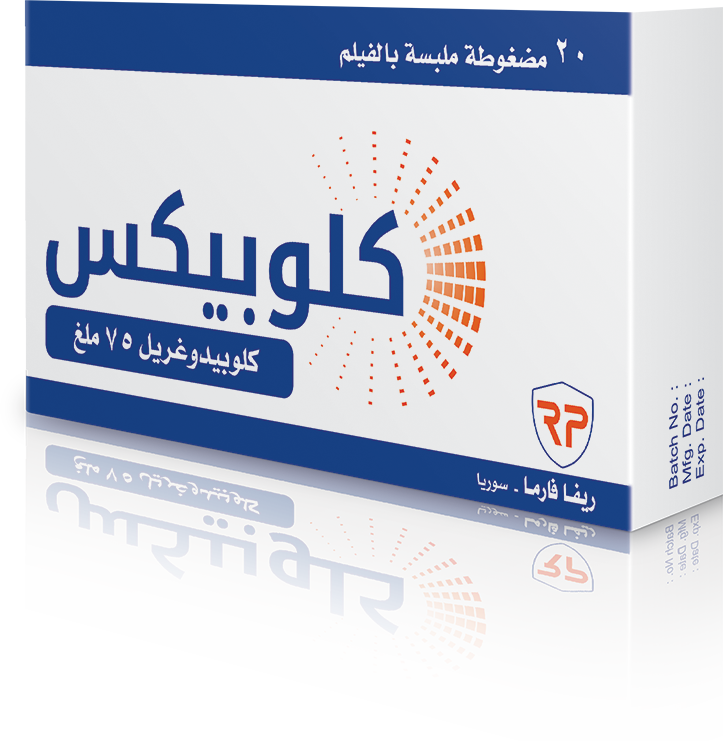 ٢٠ مضغوطة ملبسة بالفيلم
كلوبيكس
كلوبيدوغريل ٧٥ ملغ
RP
ريفا فارما - سوريا
Batch No. :
Mfg. Date :
Exp. Date :